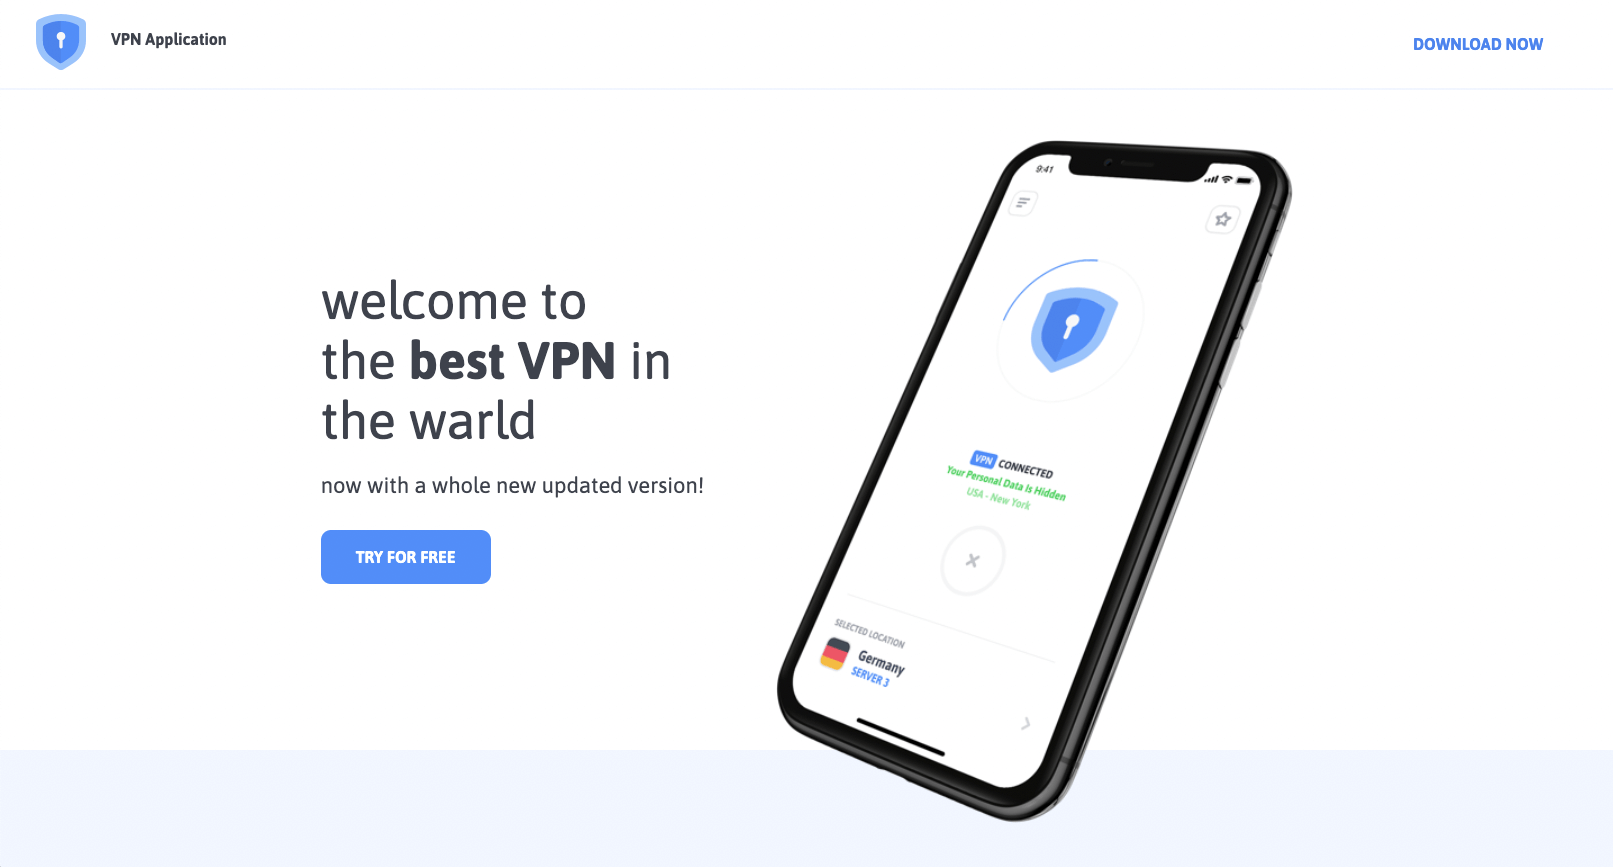 VPN Application
DOWNLOAD NOW
welcome to
the best VPN in
the warld
now with a whole new updated version!
TRY FOR FREE
9:41
VPN CONNECTED
Your Personal Data Is Hidden
USA - New York
SELECTED LOCATION
Germany
SERVER 3